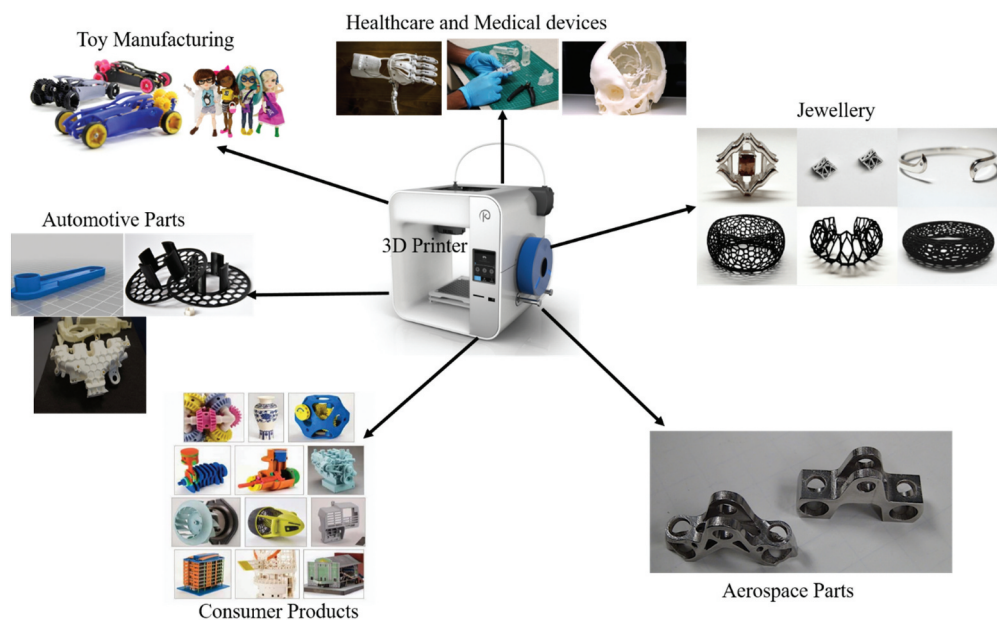 Healthcare and Medical devices
Toy Manufacturing
Jewellery
Automotive Parts
3D Printer
Consumer Products
Aerospace Parts